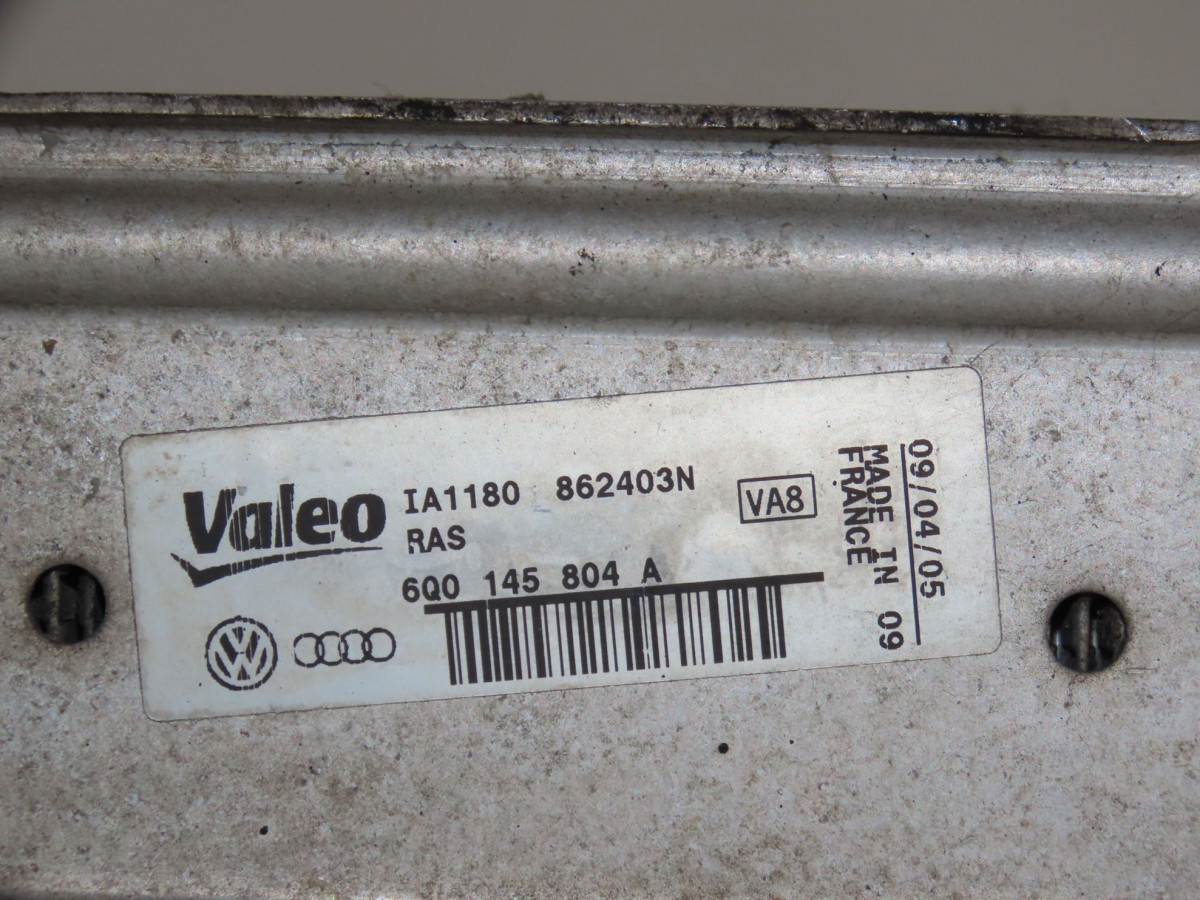 Valeo
IA1180 862403N
RAS
VA8
6Q0 145 804 A
09/04/05
MADE IN 09
FRANCE